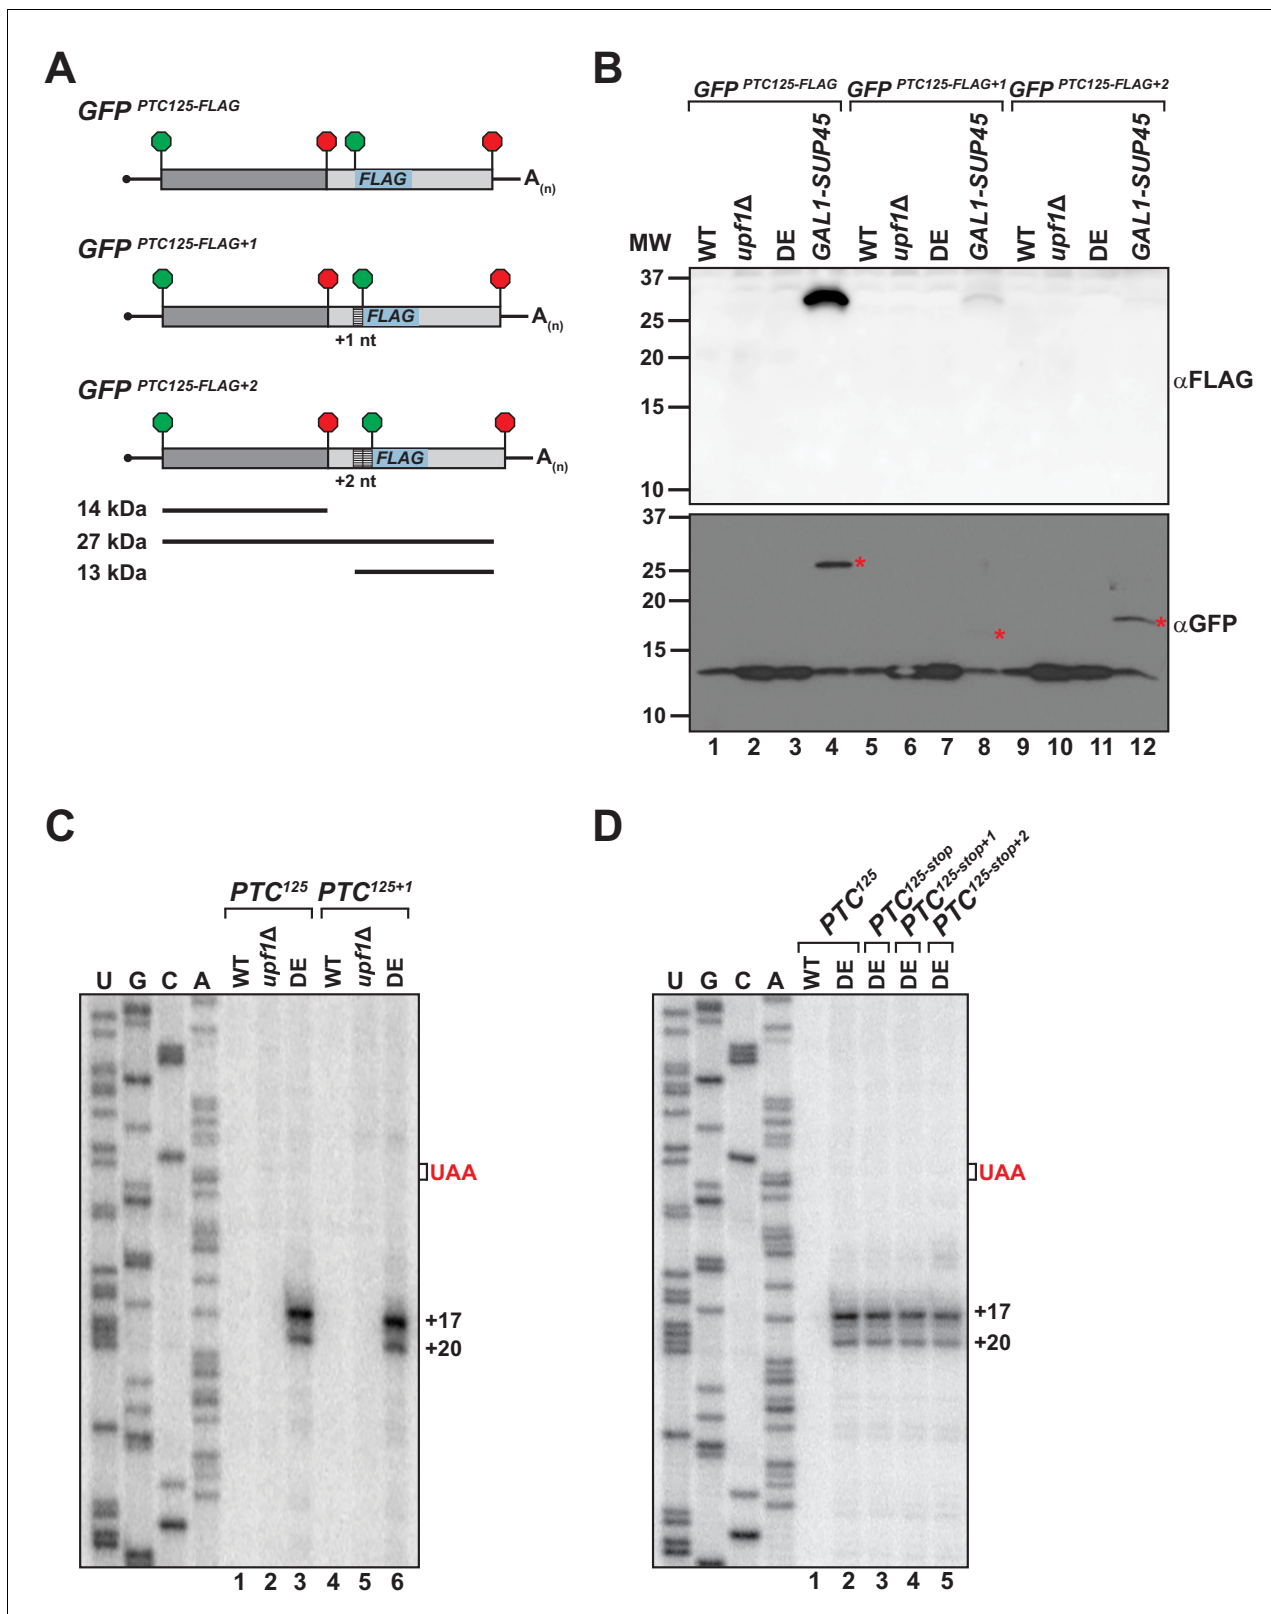 A
GFP PTC125-FLAG
FLAG
A(n)
GFP PTC125-FLAG+1
FLAG
A(n)
+1 nt
GFP PTC125-FLAG+2
FLAG
A(n)
+2 nt
14 kDa
27 kDa
13 kDa
B
GFP PTC125-FLAG GFP PTC125-FLAG+1 GFP PTC125-FLAG+2
MW WT upf1Δ DE GAL1-SUP45 WT upf1Δ DE GAL1-SUP45 WT upf1Δ DE GAL1-SUP45
37
25
20
15
10
αFLAG
37
25
20
15
10
*
*
*
αGFP
1 2 3 4 5 6 7 8 9 10 11 12
C
PTC125 PTC125+1
U G C A WT upf1Δ DE WT upf1Δ DE
UAA
+17
+20
1 2 3 4 5 6
D
PTC125 PTC125-stop PTC125-stop+1 PTC125-stop+2
U G C A WT DE DE DE DE
UAA
+17
+20
1 2 3 4 5